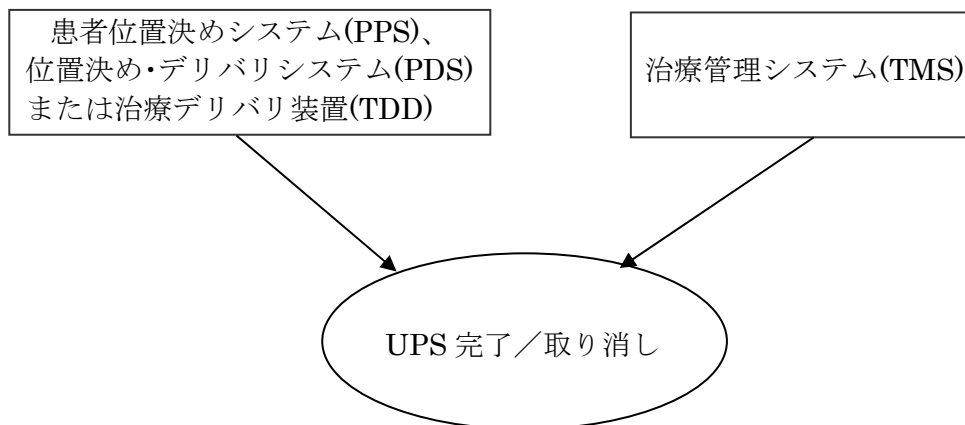 患者位置決めシステム(PPS)、
位置決め・デリバリシステム(PDS)
または治療デリバリ装置(TDD)
治療管理システム(TMS)
UPS 完了／取り消し